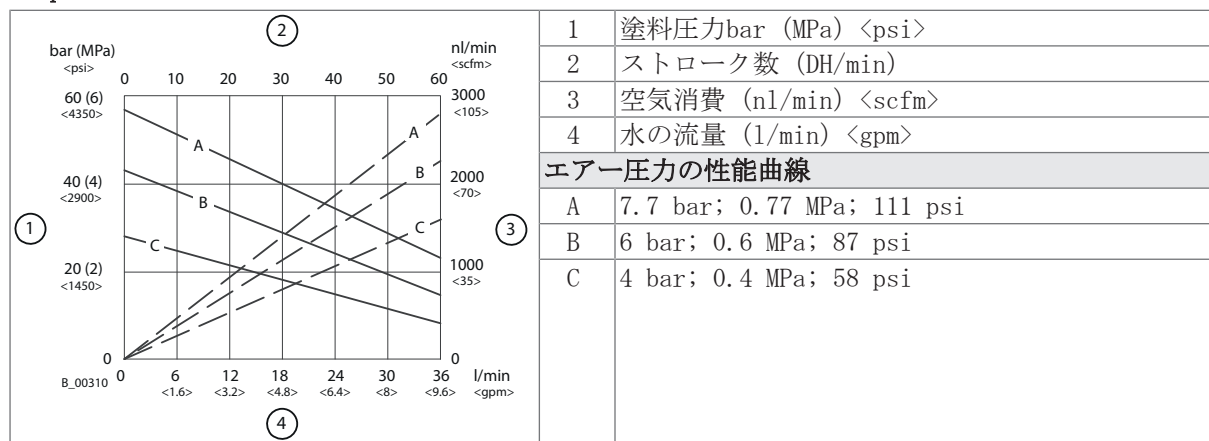 2
bar (MPa)
<psi>
nl/min
<scfm>
0 10 20 30 40 50 60
60 (6)
<4350>
3000
<105>
A
A
40 (4)
<2900>
B
B
2000
<70>
1
C
C
3
20 (2)
<1450>
1000
<35>
0
0
B_00310
0 6 12 18 24 30 36 l/min
<1.6> <3.2> <4.8> <6.4> <8> <9.6> <gpm>
4
1 塗料圧力bar (MPa) <psi>
2 ストローク数 (DH/min)
3 空気消費 (nl/min) <scfm>
4 水の流量 (l/min) <gpm>
エアー圧力の性能曲線
A 7.7 bar; 0.77 MPa; 111 psi
B 6 bar; 0.6 MPa; 87 psi
C 4 bar; 0.4 MPa; 58 psi